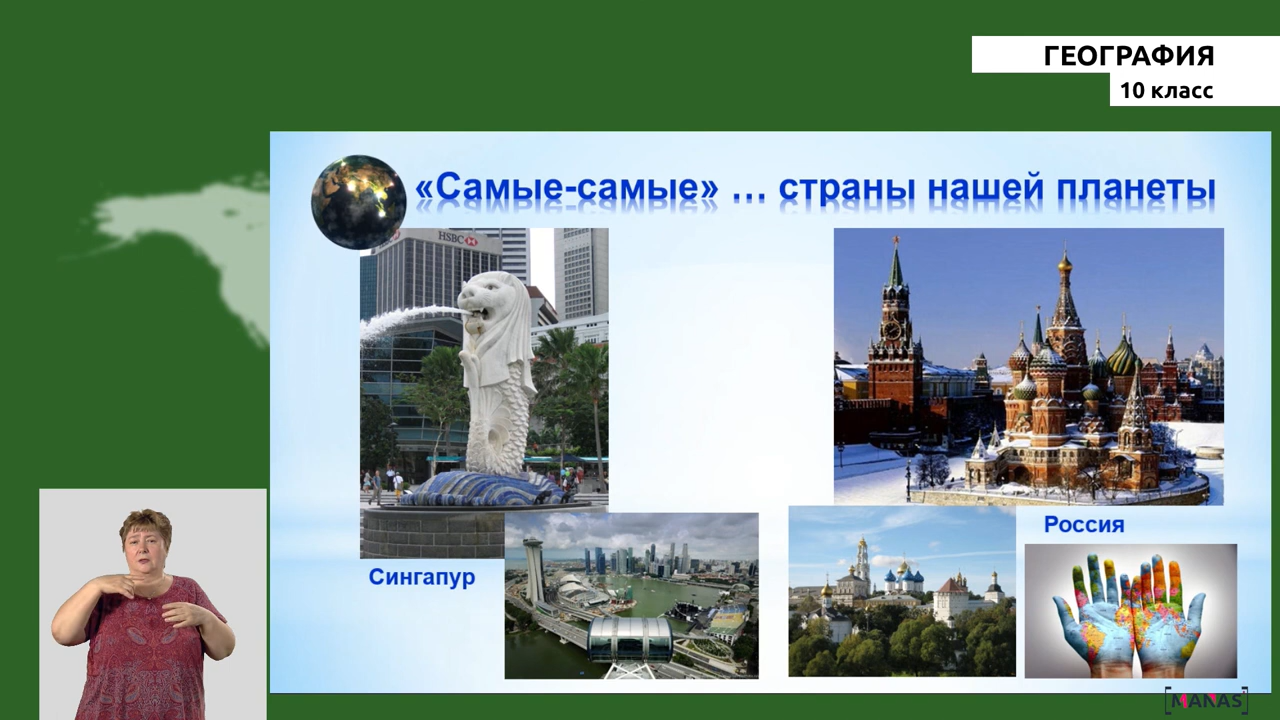 ГЕОГРАФИЯ
10 класс
«Самые-самые» ... страны нашей планеты
HSBC
Сингапур
Россия
MANAS